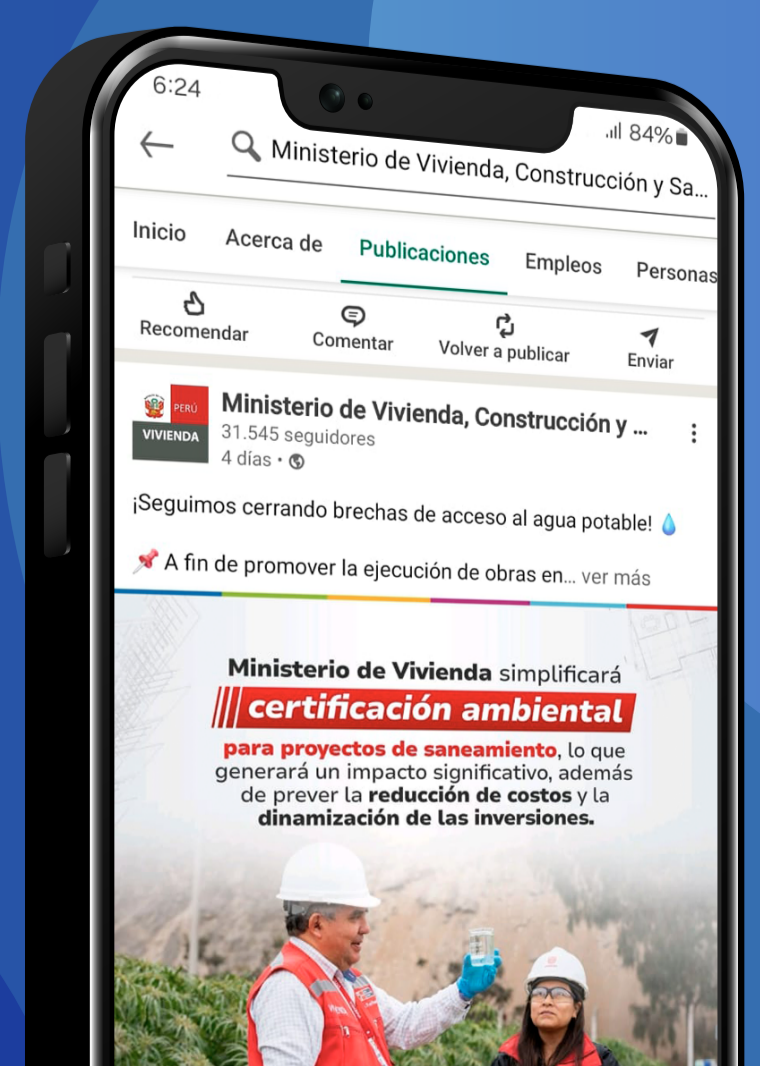 6:24
84%
Ministerio de Vivienda, Construcción y Sa...
Inicio
Acerca de
Publicaciones
Empleos
Personas
Recomendar
Comentar
Volver a publicar
Enviar
PERÚ
VIVIENDA
Ministerio de Vivienda, Construcción y ...
31.545 seguidores
4 días •
¡Seguimos cerrando brechas de acceso al agua potable! 💧
📌 A fin de promover la ejecución de obras en... ver más
Ministerio de Vivienda simplificará
certificación ambiental
para proyectos de saneamiento, lo que
generará un impacto significativo, además
de prever la reducción de costos y la
dinamización de las inversiones.